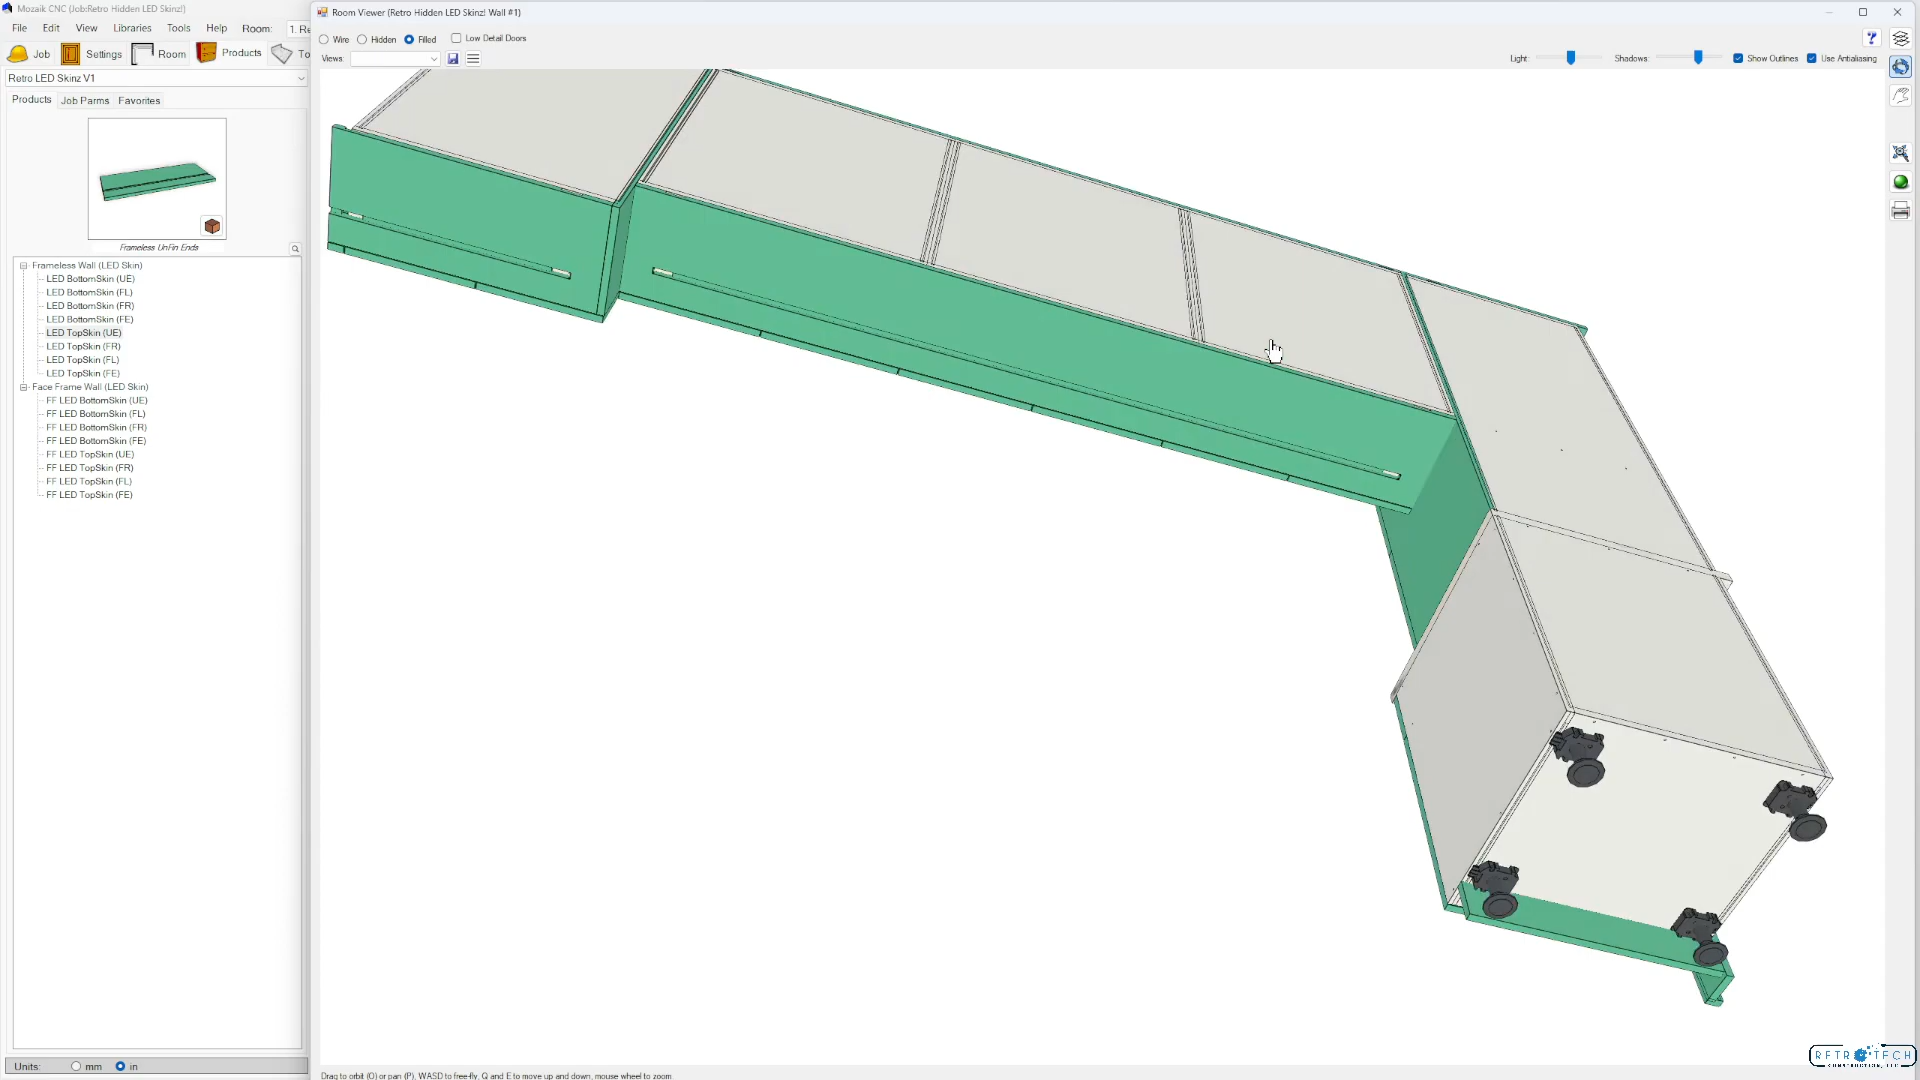 Mozaik CNC (Job:Retro Hidden LED Skinz!)
File Edit View Libraries Tools Help Room: 1. Re
Job Settings Room Products To
Retro LED Skinz V1
Products Job Parms Favorites
Frameless UnFin Ends
Frameless Wall (LED Skin)
LED BottomSkin (UE)
LED BottomSkin (FL)
LED BottomSkin (FR)
LED BottomSkin (FE)
LED TopSkin (UE)
LED TopSkin (FR)
LED TopSkin (FL)
LED TopSkin (FE)
Face Frame Wall (LED Skin)
FF LED BottomSkin (UE)
FF LED BottomSkin (FL)
FF LED BottomSkin (FR)
FF LED BottomSkin (FE)
FF LED TopSkin (UE)
FF LED TopSkin (FR)
FF LED TopSkin (FL)
FF LED TopSkin (FE)
Units: mm in
Room Viewer (Retro Hidden LED Skinz! Wall #1)
Wire Hidden Filled Low Detail Doors
Views:
Light: Shadows: Show Outlines Use Antialiasing
Drag to orbit (O) or pan (P), WASD to free-fly, Q and E to move up and down, mouse wheel to zoom.
RETROTECH
CONSTRUCTION, LLC